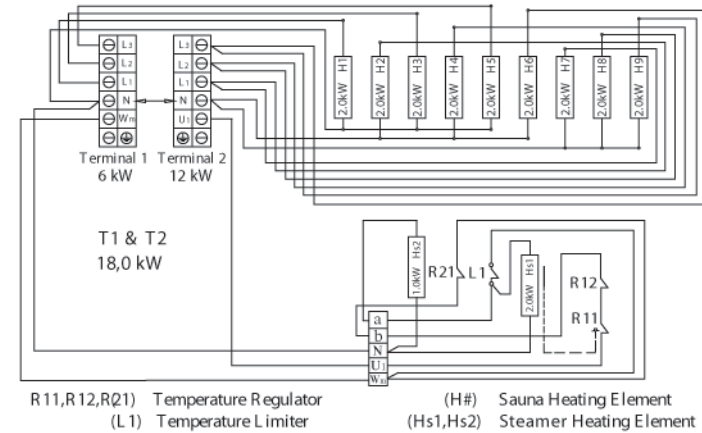 L3 L3
L2 L2
L1 L1
N N
Wm U1
Terminal 1 Terminal 2
6 kW 12 kW
2.0kW H1
2.0kW H2
2.0kW H3
2.0kW H4
2.0kW H5
2.0kW H6
2.0kW H7
2.0kW H8
2.0kW H9
T1 & T2
18,0 kW
1.0kW Hs2
R21
L1
2.0kW Hs1
R12
R11
a
b
N
U1
Wm
R11,R12,R(21) Temperature Regulator
(L1) Temperature Limiter
(H#) Sauna Heating Element
(Hs1,Hs2) Steamer Heating Element